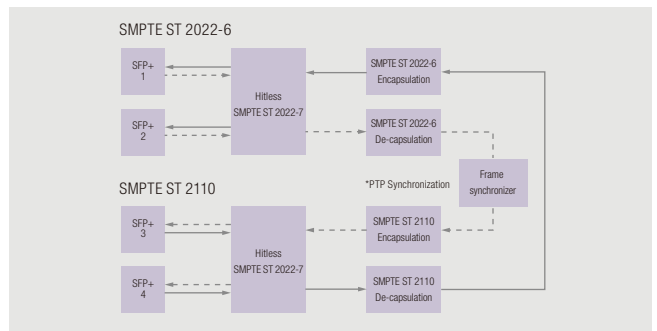 SMPTE ST 2022-6
SFP+
1
SFP+
2
Hitless
SMPTE ST 2022-7
SMPTE ST 2022-6
Encapsulation
SMPTE ST 2022-6
De-capsulation
Frame
synchronizer
*PTP Synchronization
SMPTE ST 2110
SFP+
3
SFP+
4
Hitless
SMPTE ST 2022-7
SMPTE ST 2110
Encapsulation
SMPTE ST 2110
De-capsulation